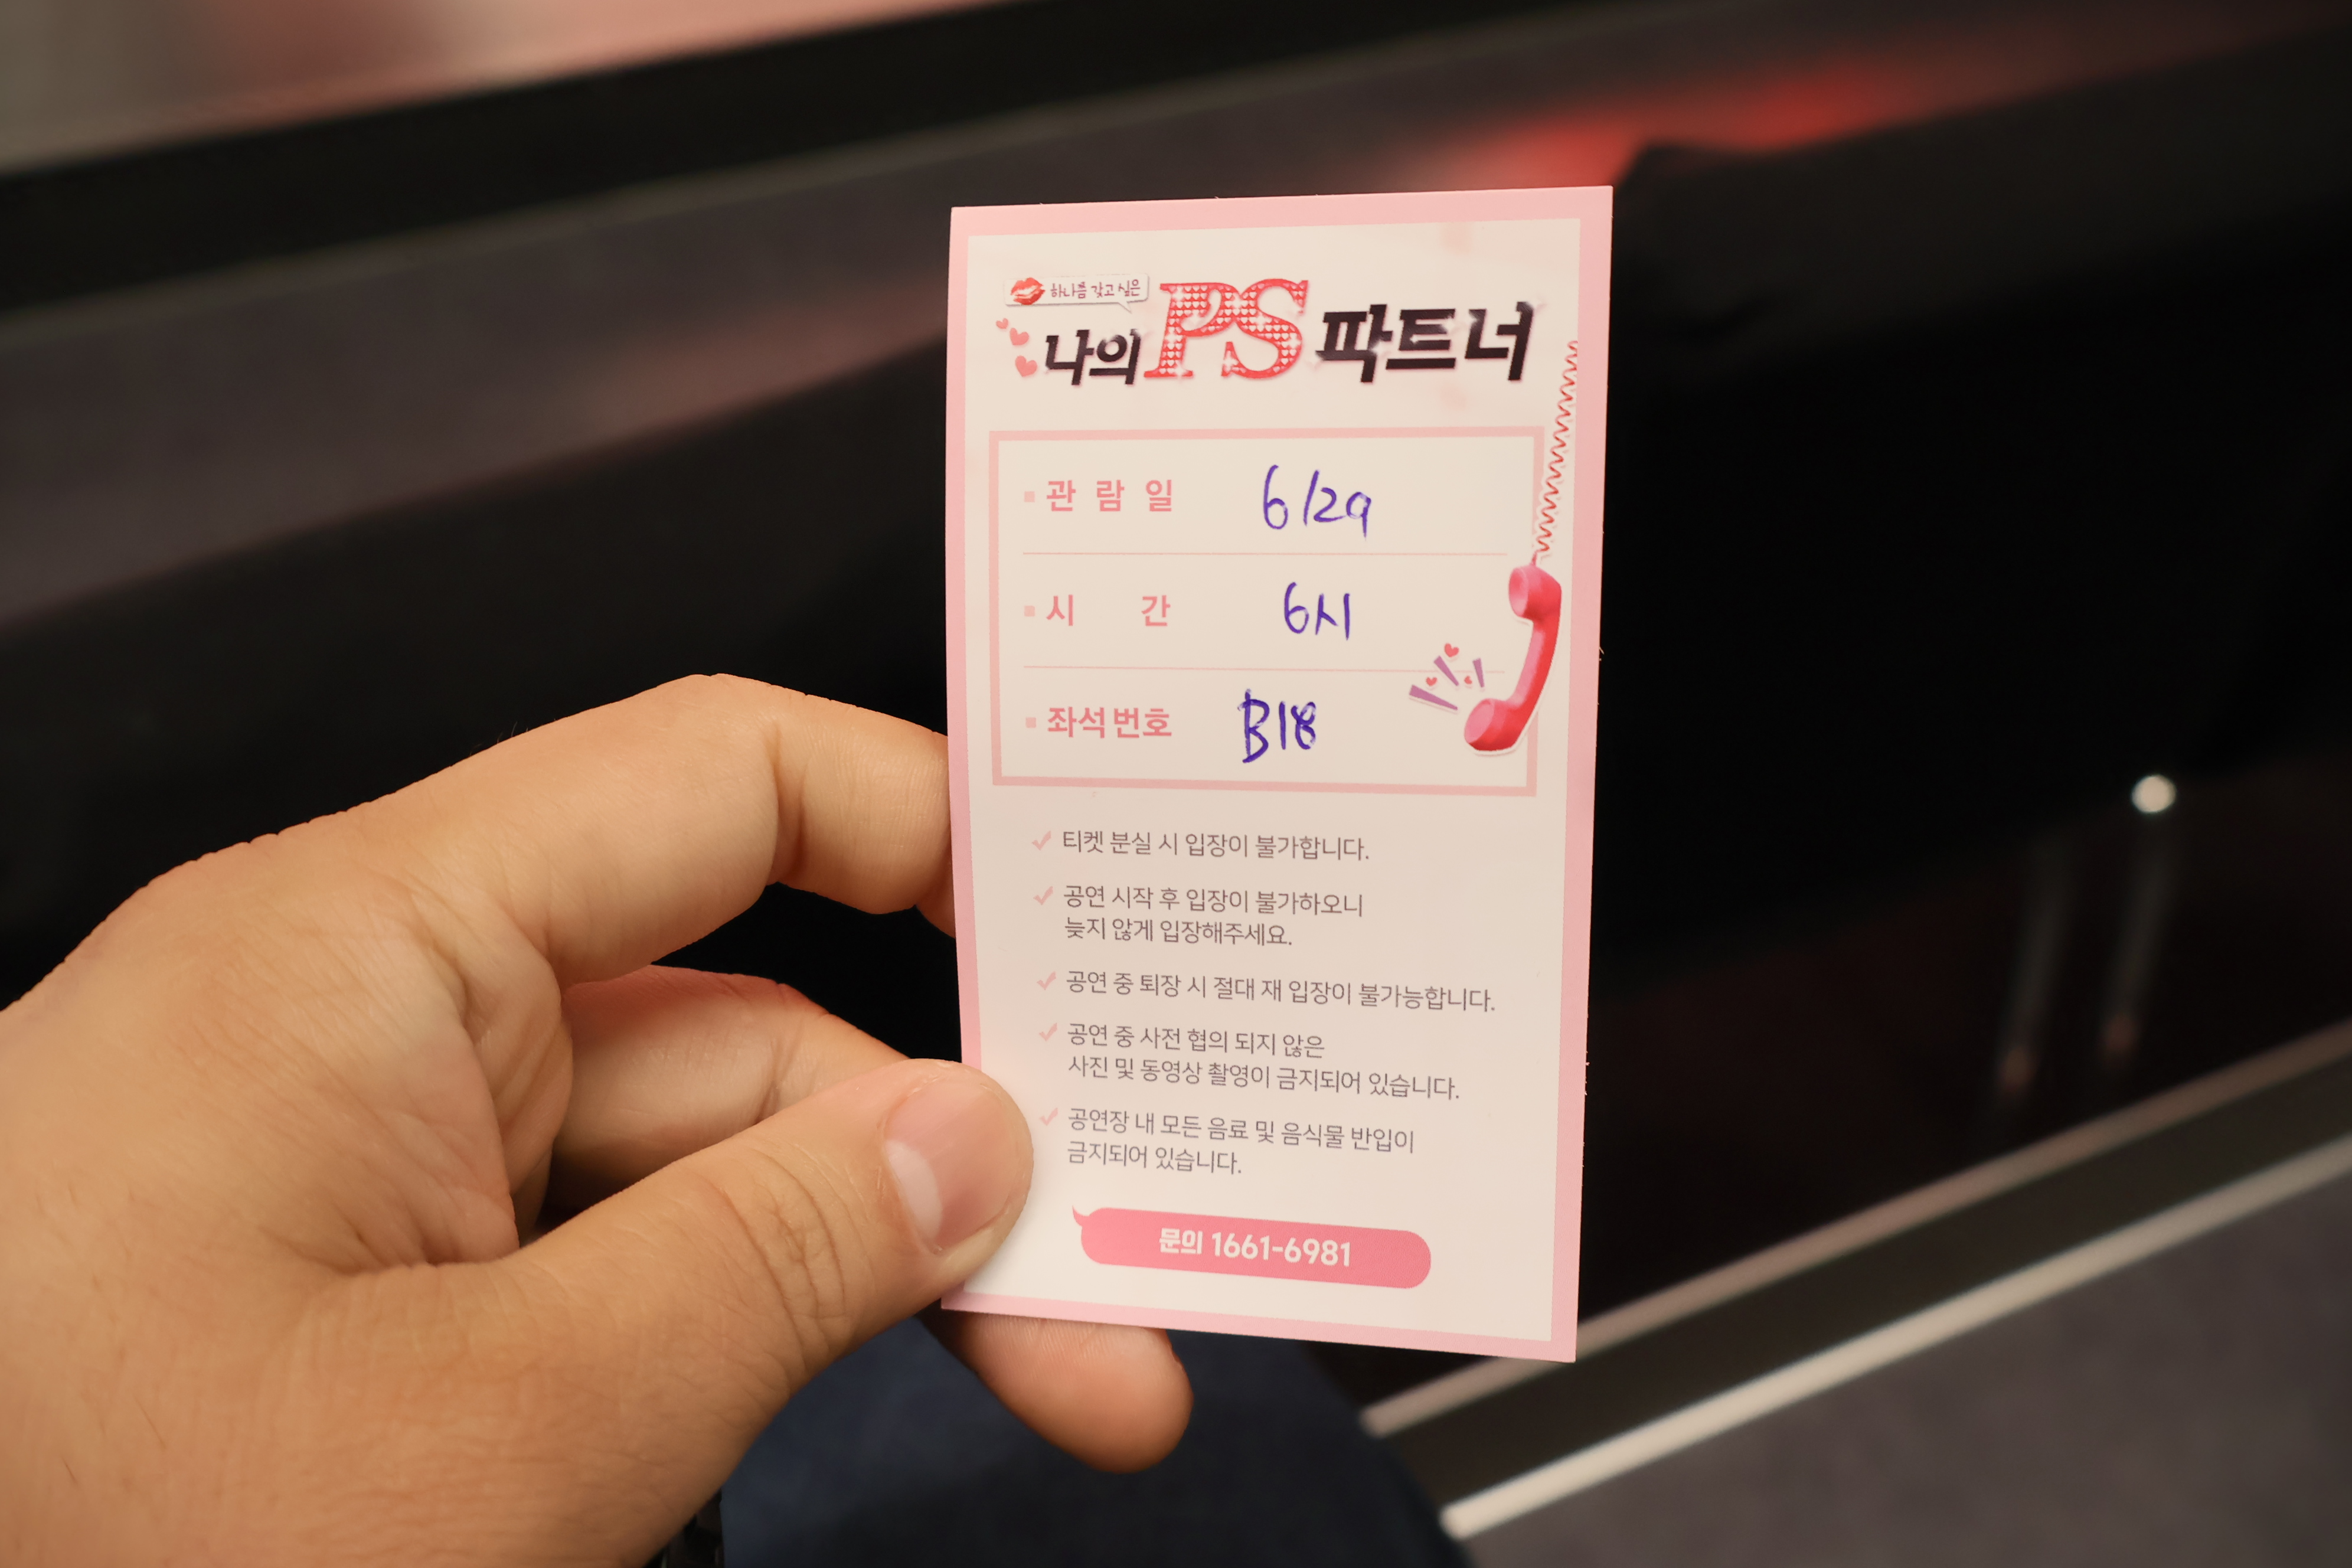 하나쯤 갖고 싶은
나의 PS 파트너
관람일 6/29
시간 6시
좌석번호 B18
티켓 분실 시 입장이 불가합니다.
공연 시작 후 입장이 불가하오니
늦지 않게 입장해주세요.
공연 중 퇴장 시 절대 재 입장이 불가능합니다.
공연 중 사전 협의 되지 않은
사진 및 동영상 촬영이 금지되어 있습니다.
공연장 내 모든 음료 및 음식물 반입이
금지되어 있습니다.
문의 1661-6981